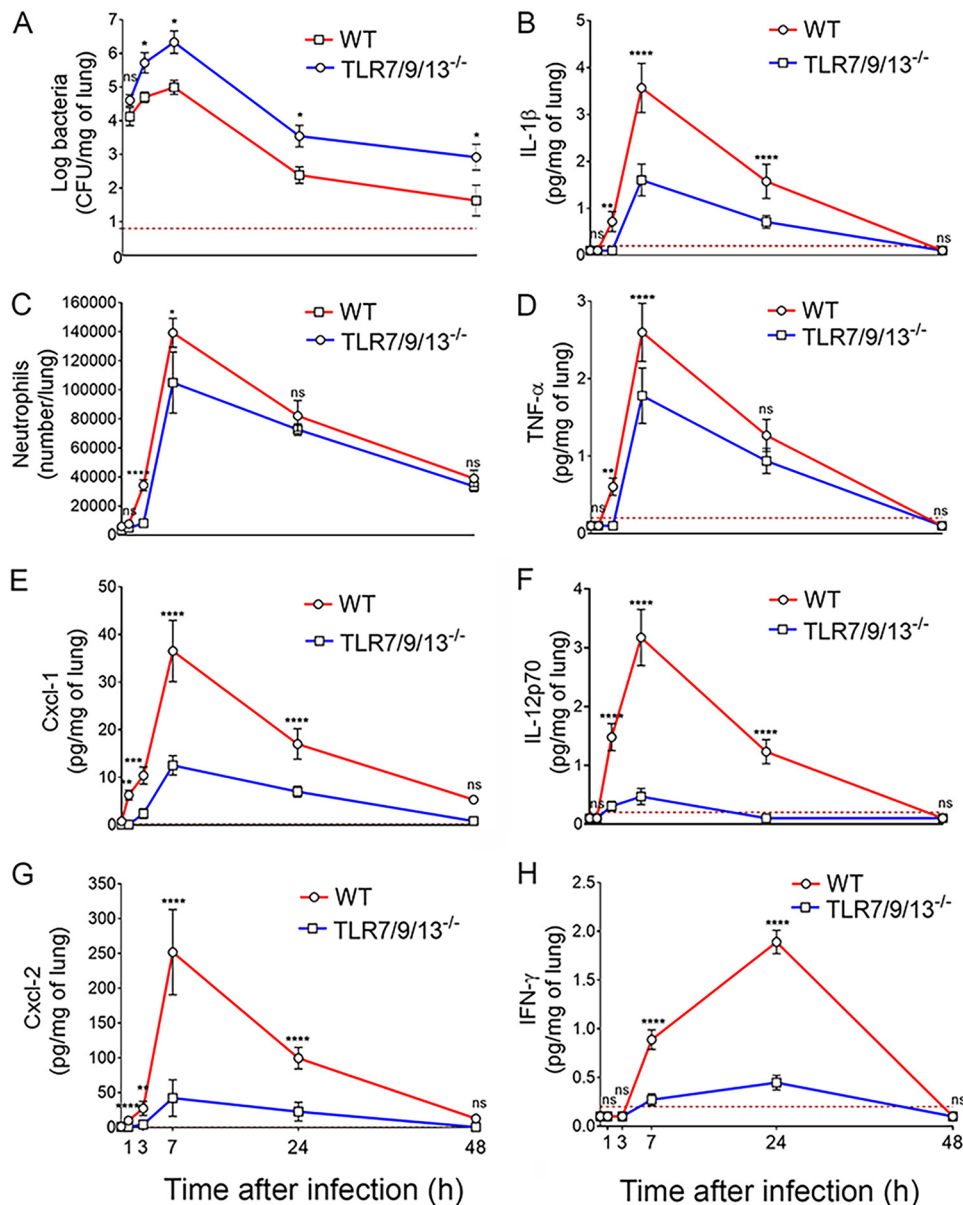 A
Log bacteria
(CFU/mg of lung)
7
6
5
4
3
2
1
0
ns
*
*
*
*
WT
TLR7/9/13-/-
B
IL-1β
(pg/mg of lung)
5
4
3
2
1
0
ns
**
****
****
ns
WT
TLR7/9/13-/-
C
Neutrophils
(number/lung)
160000
140000
120000
100000
80000
60000
40000
20000
0
ns
****
*
ns
ns
WT
TLR7/9/13-/-
D
TNF-α
(pg/mg of lung)
3
2
1
0
ns
**
****
ns
ns
WT
TLR7/9/13-/-
E
Cxcl-1
(pg/mg of lung)
50
40
30
20
10
0
**
***
****
****
ns
WT
TLR7/9/13-/-
F
IL-12p70
(pg/mg of lung)
4
3
2
1
0
ns
****
****
****
ns
WT
TLR7/9/13-/-
G
Cxcl-2
(pg/mg of lung)
350
300
250
200
150
100
50
0
****
**
****
****
ns
WT
TLR7/9/13-/-
1 3 7 24 48
Time after infection (h)
H
IFN-γ
(pg/mg of lung)
2.5
2.0
1.5
1.0
0.5
0.0
ns
ns
****
****
ns
WT
TLR7/9/13-/-
1 3 7 24 48
Time after infection (h)